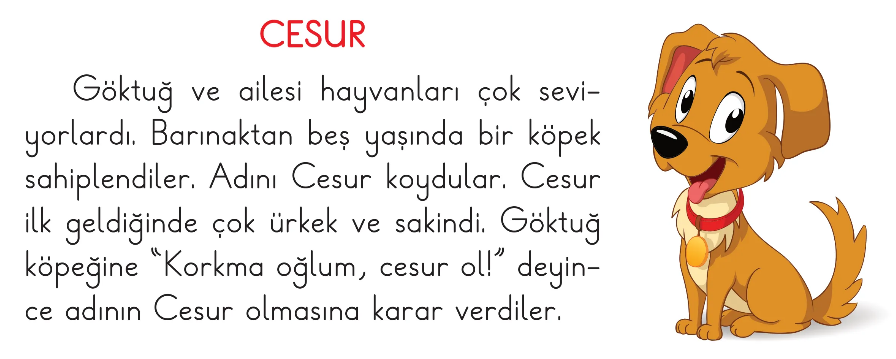 CESUR
Göktuğ ve ailesi hayvanları çok sevi-
yorlardı. Barınaktan beş yaşında bir köpek
sahiplendiler. Adını Cesur koydular. Cesur
ilk geldiğinde çok ürkek ve sakindi. Göktuğ
köpeğine “Korkma oğlum, cesur ol!” deyin-
ce adının Cesur olmasına karar verdiler.